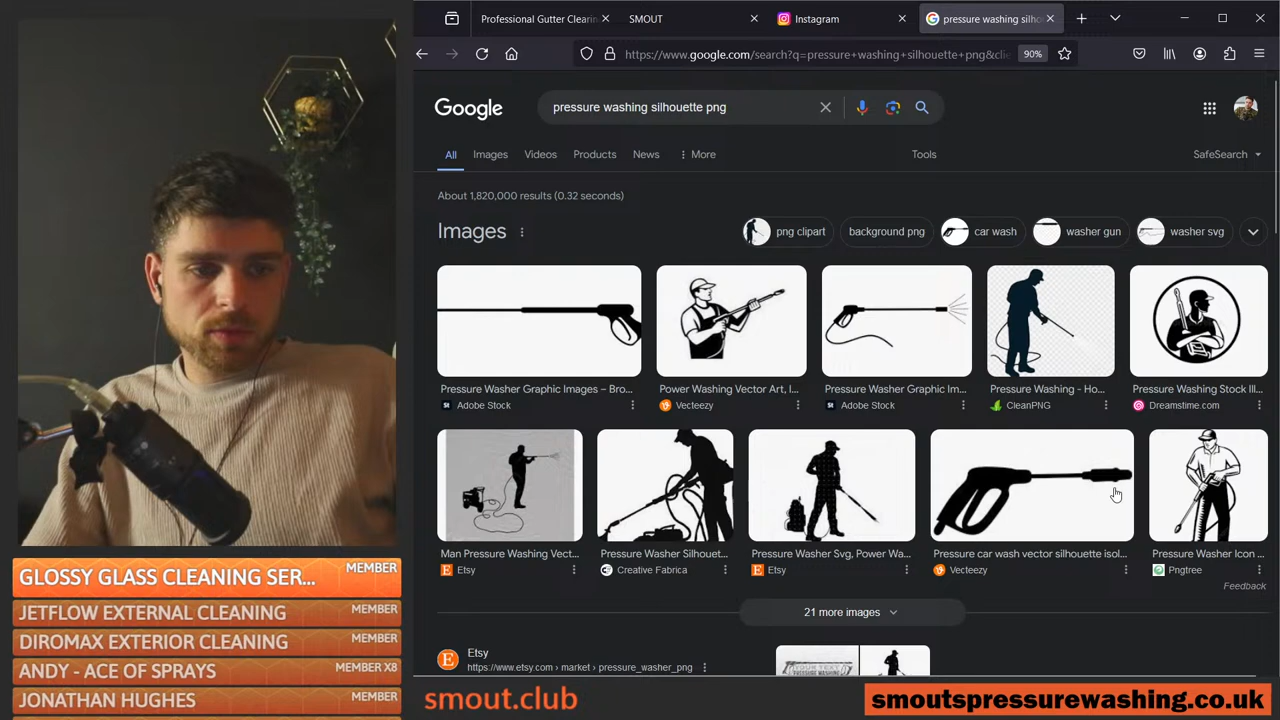 Professional Gutter Clearin
SMOUT
Instagram
pressure washing silho
https://www.google.com/search?q=pressure+washing+silhouette+png&clie
90%
Google
pressure washing silhouette png
All
Images
Videos
Products
News
More
Tools
SafeSearch
About 1,820,000 results (0.32 seconds)
Images
png clipart
background png
car wash
washer gun
washer svg
Pressure Washer Graphic Images – Bro...
Adobe Stock
Power Washing Vector Art, I...
Vecteezy
Pressure Washer Graphic Im...
Adobe Stock
Pressure Washing - Ho...
CleanPNG
Pressure Washing Stock Ill...
Dreamstime.com
Man Pressure Washing Vect...
Etsy
Pressure Washer Silhouet...
Creative Fabrica
Pressure Washer Svg, Power Wa...
Etsy
Pressure car wash vector silhouette isol...
Vecteezy
Pressure Washer Icon ...
Pngtree
Feedback
21 more images
Etsy
https://www.etsy.com › market › pressure_washer_png
YOUR TEXT
GLOSSY GLASS CLEANING SER...
MEMBER
JETFLOW EXTERNAL CLEANING
MEMBER
DIROMAX EXTERIOR CLEANING
MEMBER
ANDY - ACE OF SPRAYS
MEMBER X8
JONATHAN HUGHES
MEMBER
smout.club
smoutspressurewashing.co.uk